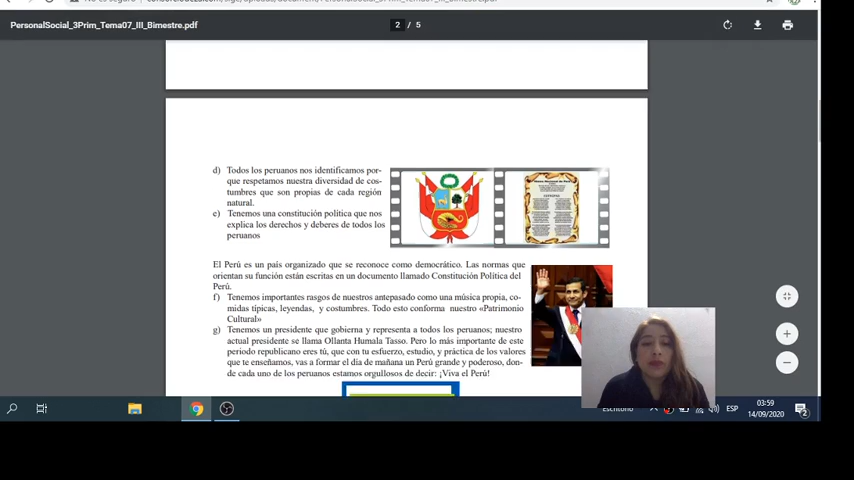 PersonalSocial_3Prim_Tema07_III_Bimestre.pdf
2 / 5
d) Todos los peruanos nos identificamos por-
que respetamos nuestra diversidad de cos-
tumbres que son propias de cada región
natural.
e) Tenemos una constitución política que nos
explica los derechos y deberes de todos los
peruanos
El Perú es un país organizado que se reconoce como democrático. Las normas que
orientan su función están escritas en un documento llamado Constitución Política del
Perú.
f) Tenemos importantes rasgos de nuestros antepasado como una música propia, co-
midas típicas, leyendas, y costumbres. Todo esto conforma nuestro «Patrimonio
Cultural»
g) Tenemos un presidente que gobierna y representa a todos los peruanos; nuestro
actual presidente se llama Ollanta Humala Tasso. Pero lo más importante de este
periodo republicano eres tú, que con tu esfuerzo, estudio, y práctica de los valores
que te enseñamos, vas a formar el día de mañana un Perú grande y poderoso, don-
de cada uno de los peruanos estamos orgullosos de decir: ¡Viva el Perú!
Escritorio
ESP
03:59
14/09/2020
2